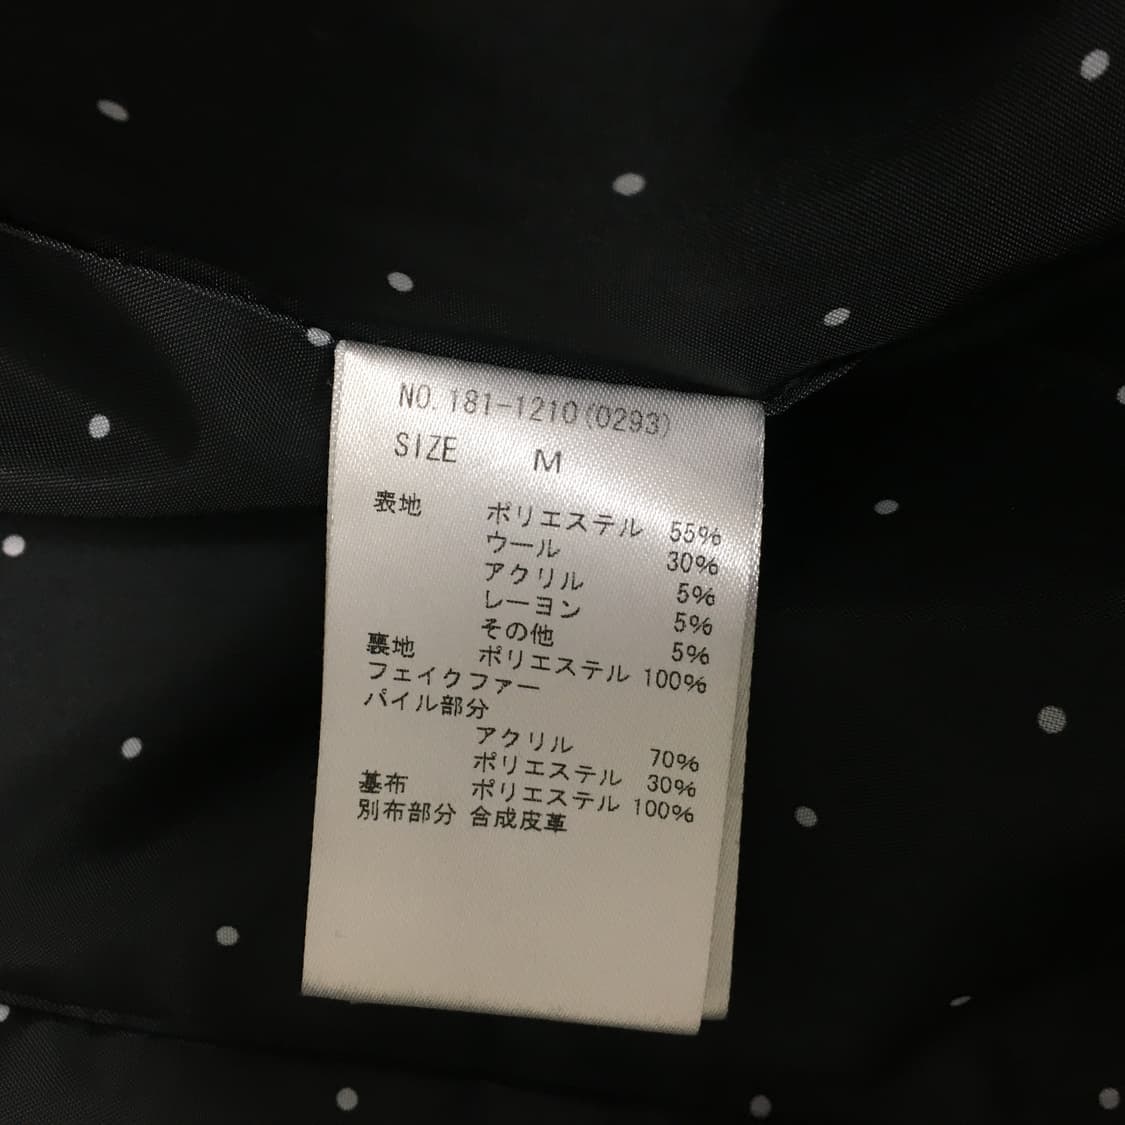 NO.181-1210(0293)
SIZE M
表地 ポリエステル 55%
ウール 30%
アクリル 5%
レーヨン 5%
その他 5%
裏地 ポリエステル 100%
フェイクファー
パイル部分
アクリル 70%
ポリエステル 30%
基布 ポリエステル 100%
別布部分 合成皮革